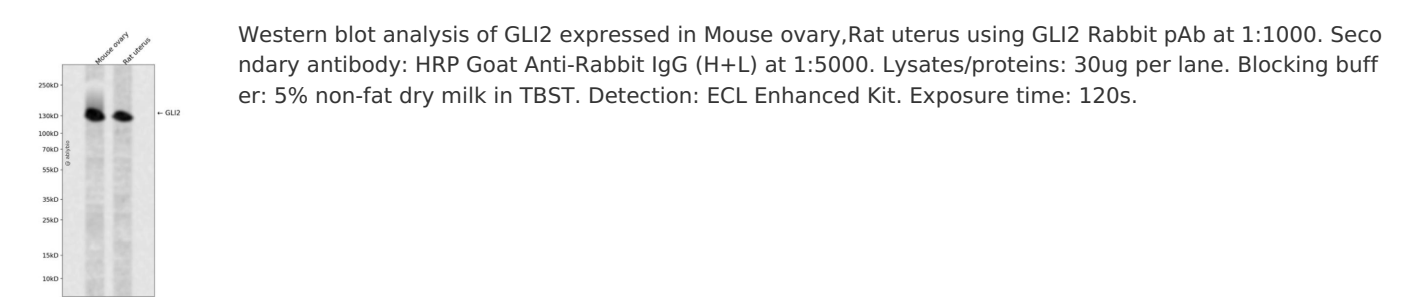 Mouse ovary
Rat uterus
Western blot analysis of GLI2 expressed in Mouse ovary,Rat uterus using GLI2 Rabbit pAb at 1:1000. Seco
ndary antibody: HRP Goat Anti-Rabbit IgG (H+L) at 1:5000. Lysates/proteins: 30ug per lane. Blocking buff
er: 5% non-fat dry milk in TBST. Detection: ECL Enhanced Kit. Exposure time: 120s.
250kD
130kD
← GLI2
100kD
70kD
55kD
35kD
25kD
15kD
10kD